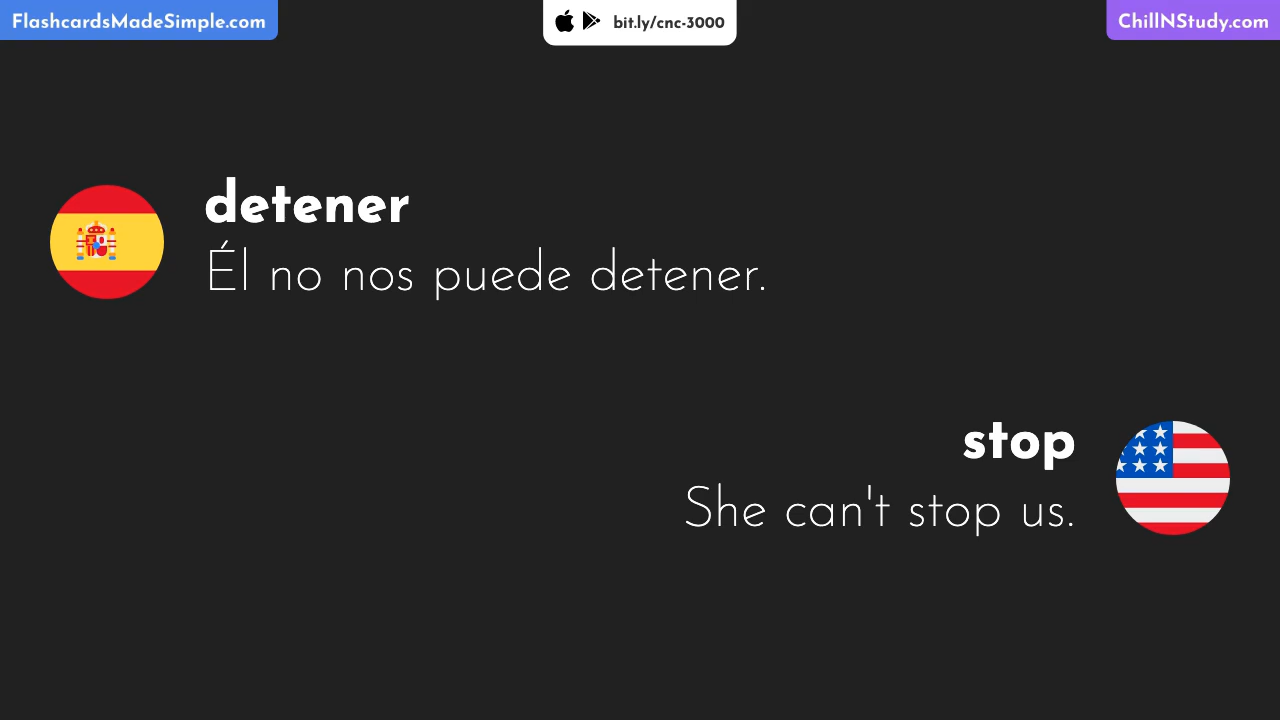 FlashcardsMadeSimple.com
bit.ly/cnc-3000
ChillNStudy.com
detener
Él no nos puede detener.
stop
She can't stop us.